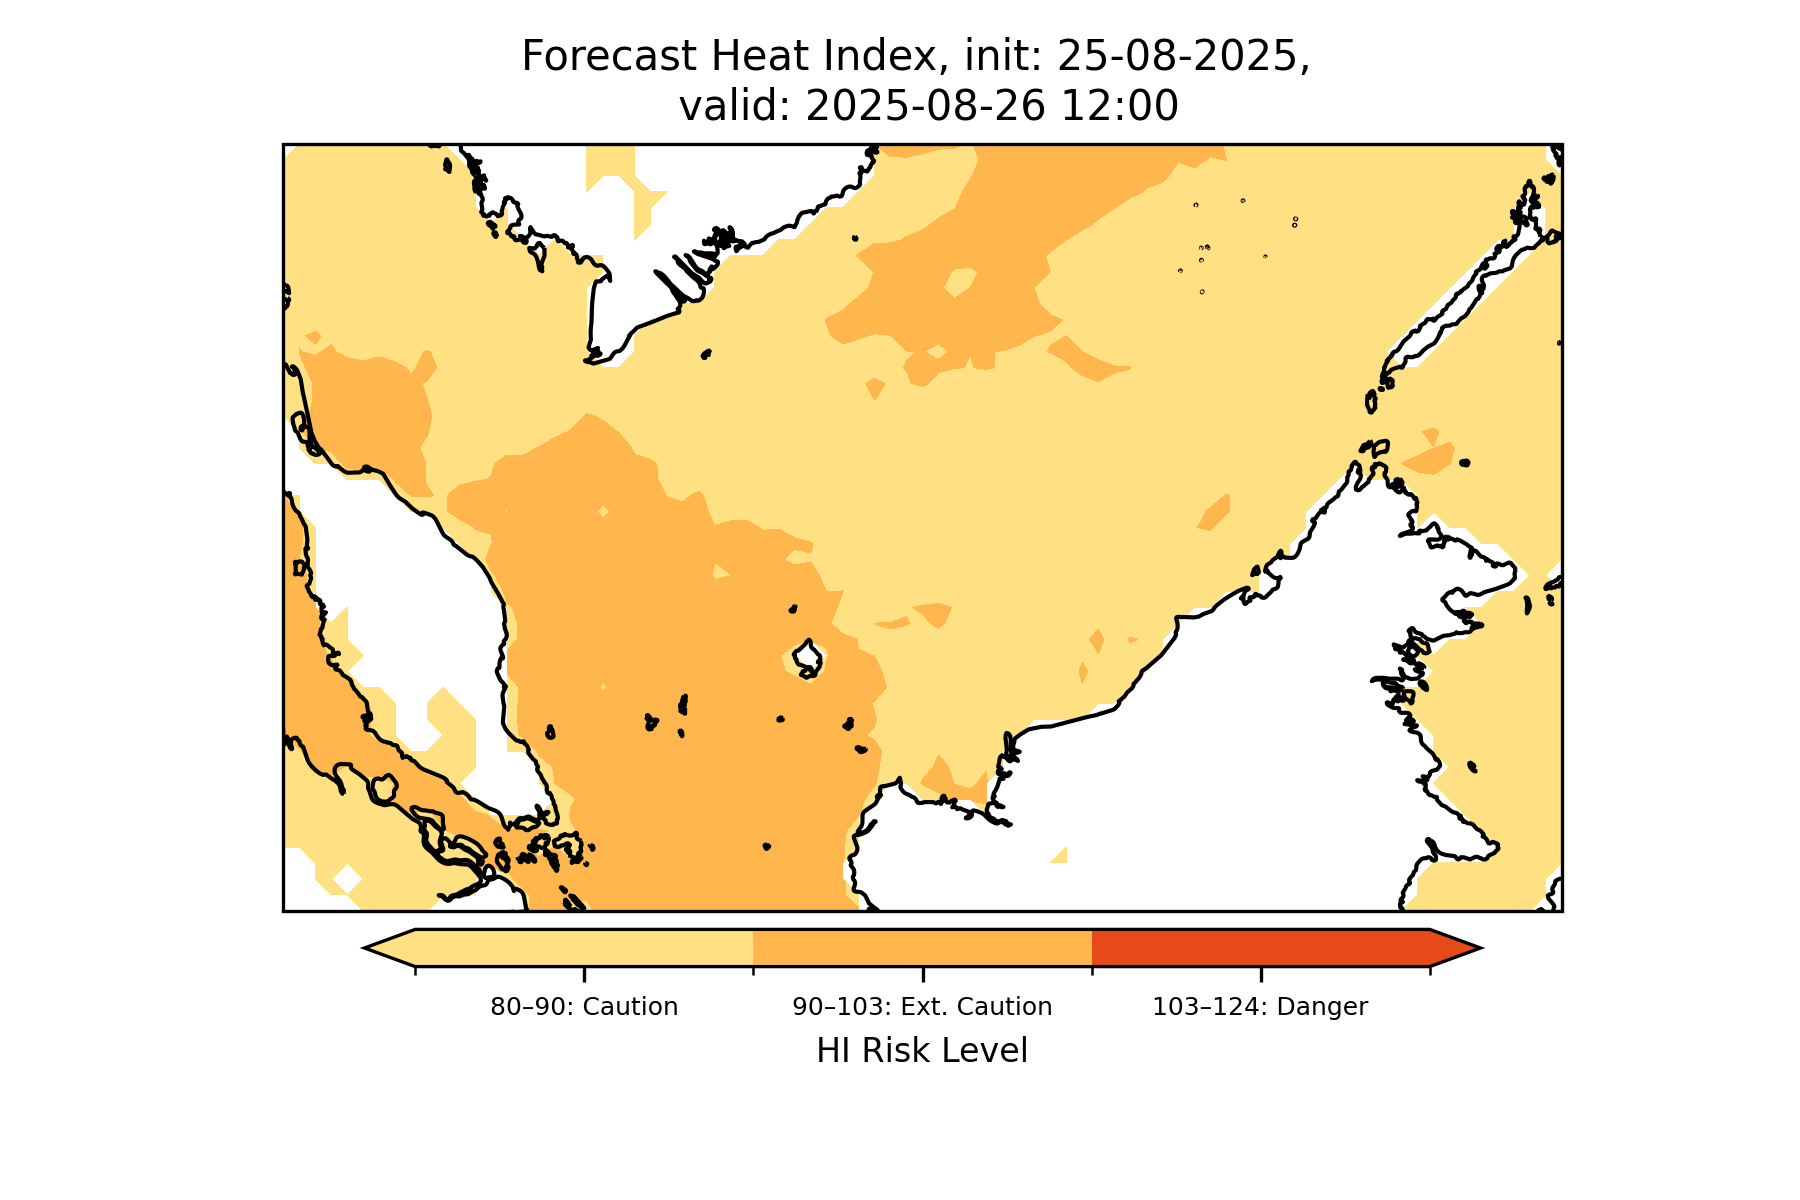 Forecast Heat Index, init: 25-08-2025,
valid: 2025-08-26 12:00
80–90: Caution
90–103: Ext. Caution
103–124: Danger
HI Risk Level